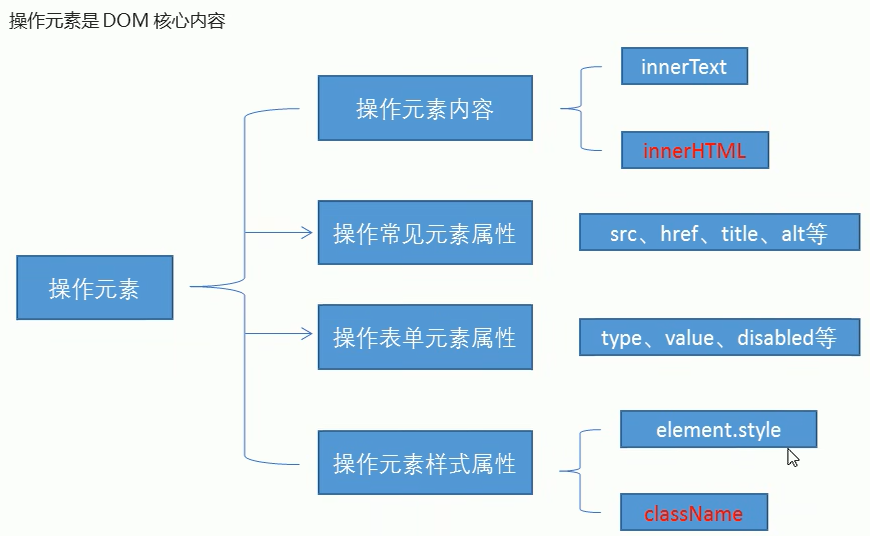 操作元素是 DOM 核心内容
操作元素
操作元素内容
innerText
innerHTML
操作常见元素属性
src、href、title、alt等
操作表单元素属性
type、value、disabled等
操作元素样式属性
element.style
className